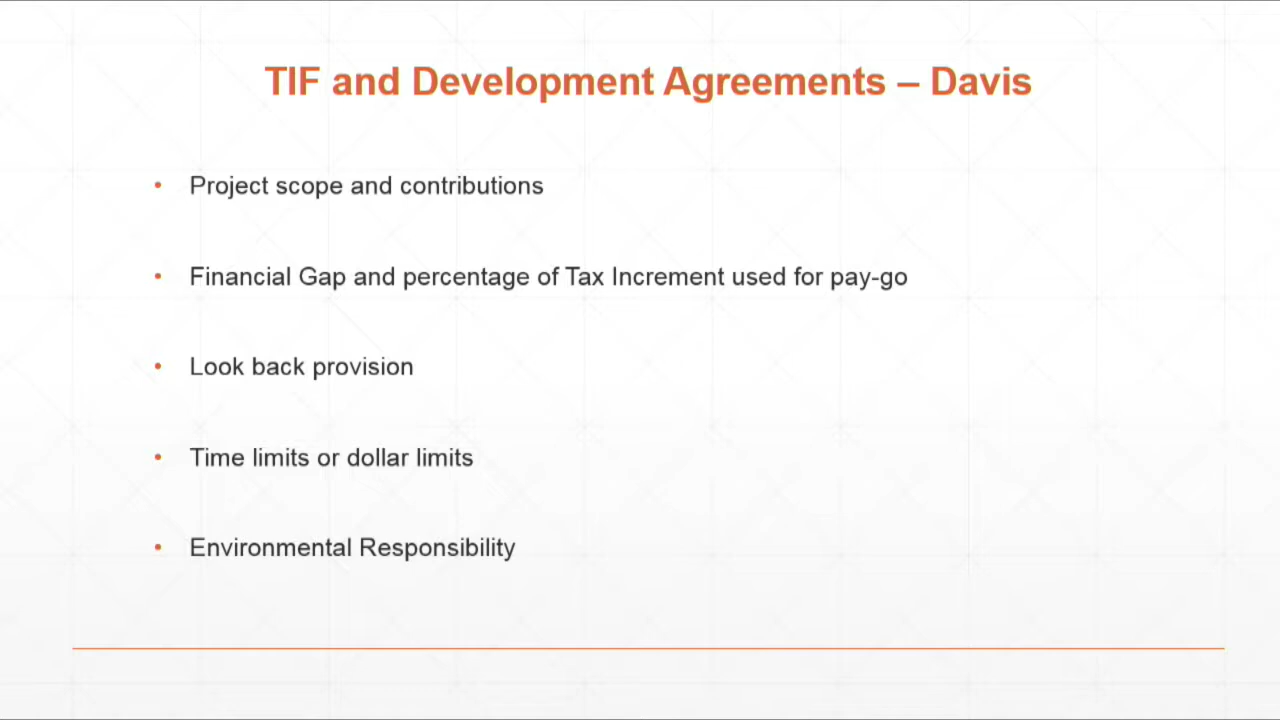 TIF and Development Agreements – Davis
• Project scope and contributions
• Financial Gap and percentage of Tax Increment used for pay-go
• Look back provision
• Time limits or dollar limits
• Environmental Responsibility